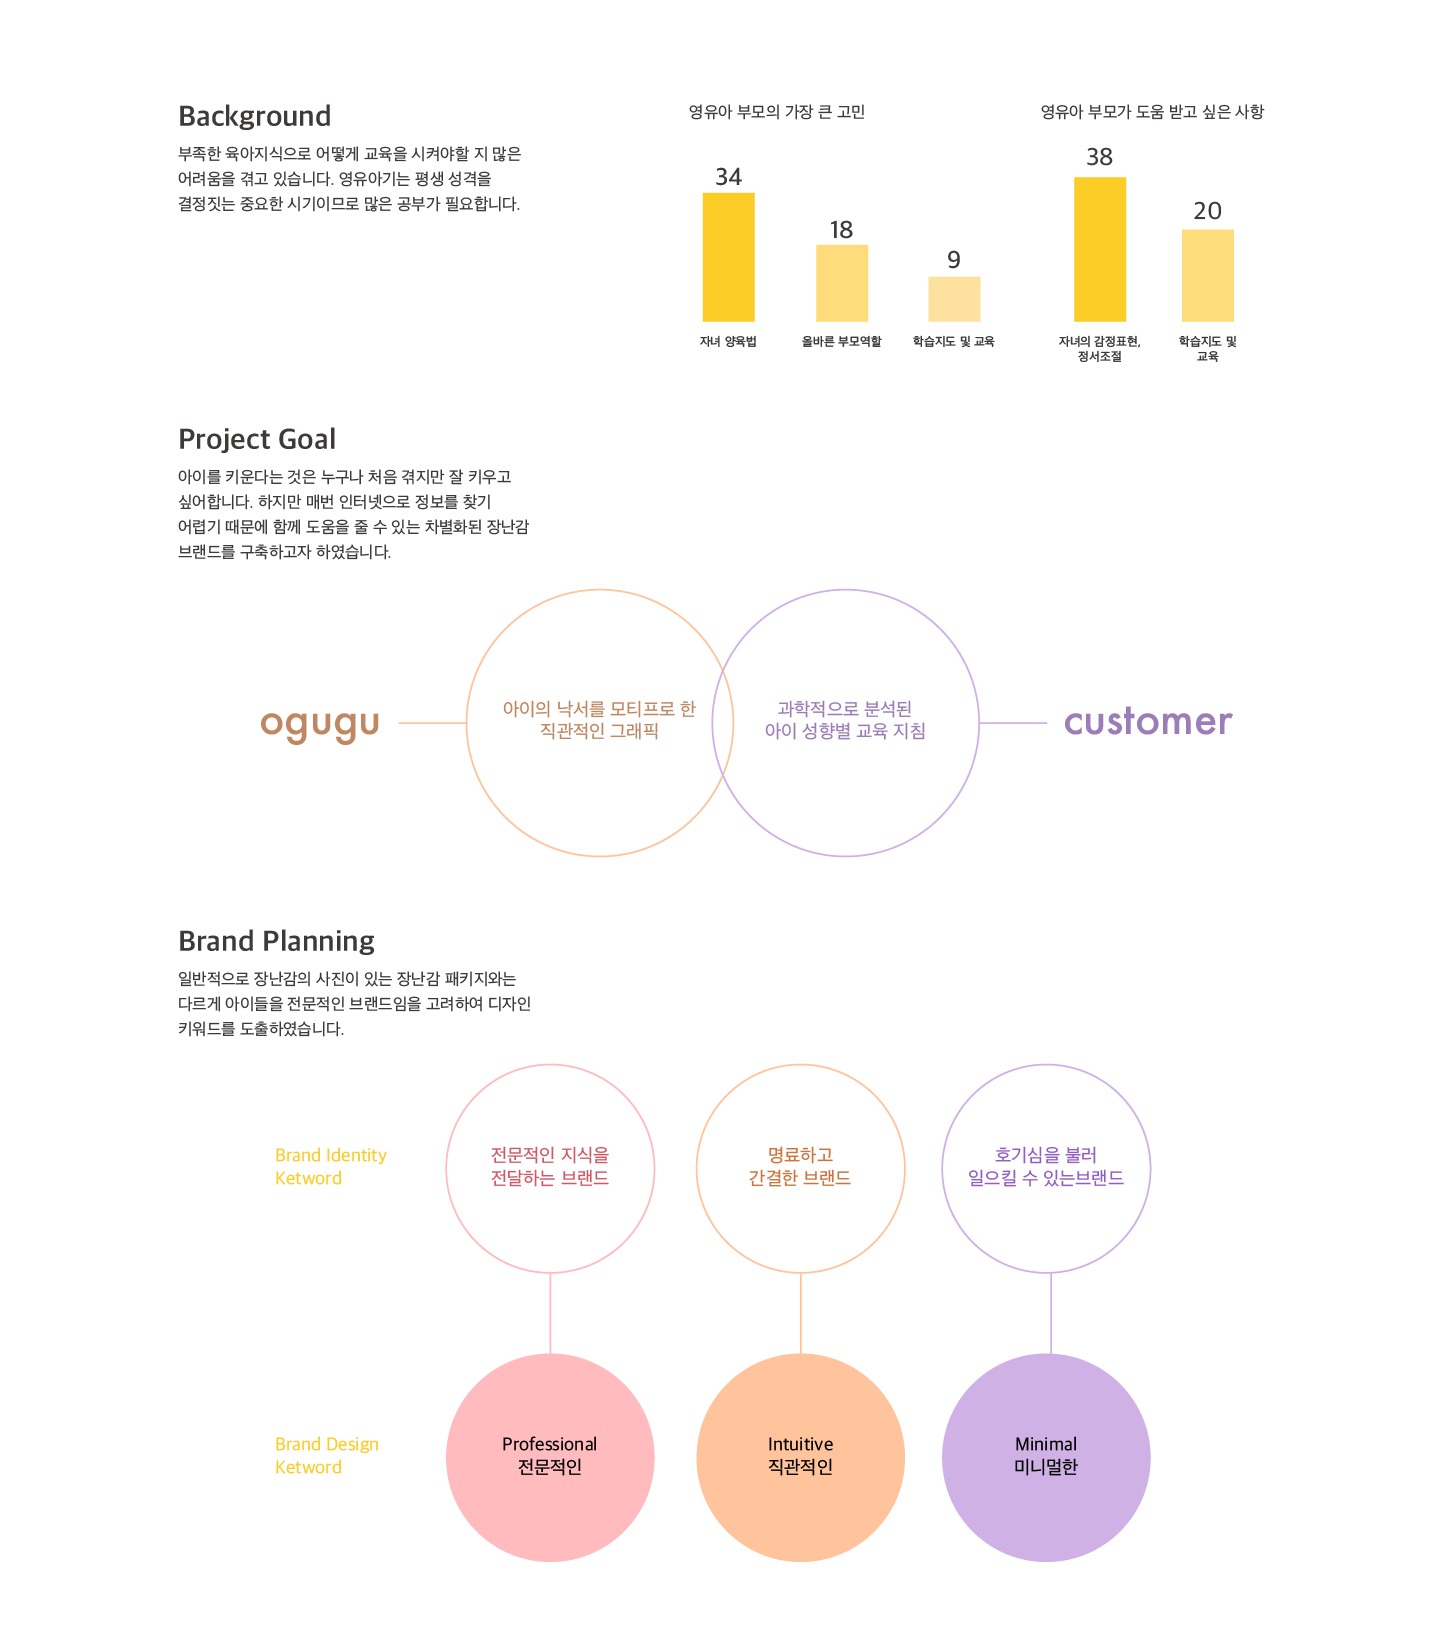 Background
부족한 육아지식으로 어떻게 교육을 시켜야할 지 많은
어려움을 겪고 있습니다. 영유아기는 평생 성격을
결정짓는 중요한 시기이므로 많은 공부가 필요합니다.
영유아 부모의 가장 큰 고민
34
18
9
자녀 양육법
올바른 부모역할
학습지도 및 교육
영유아 부모가 도움 받고 싶은 사항
38
20
자녀의 감정표현,
정서조절
학습지도 및
교육
Project Goal
아이를 키운다는 것은 누구나 처음 겪지만 잘 키우고
싶어합니다. 하지만 매번 인터넷으로 정보를 찾기
어렵기 때문에 함께 도움을 줄 수 있는 차별화된 장난감
브랜드를 구축하고자 하였습니다.
ogugu
아이의 낙서를 모티프로 한
직관적인 그래픽
과학적으로 분석된
아이 성향별 교육 지침
customer
Brand Planning
일반적으로 장난감의 사진이 있는 장난감 패키지와는
다르게 아이들을 전문적인 브랜드임을 고려하여 디자인
키워드를 도출하였습니다.
Brand Identity
Ketword
전문적인 지식을
전달하는 브랜드
명료하고
간결한 브랜드
호기심을 불러
일으킬 수 있는브랜드
Brand Design
Ketword
Professional
전문적인
Intuitive
직관적인
Minimal
미니멀한